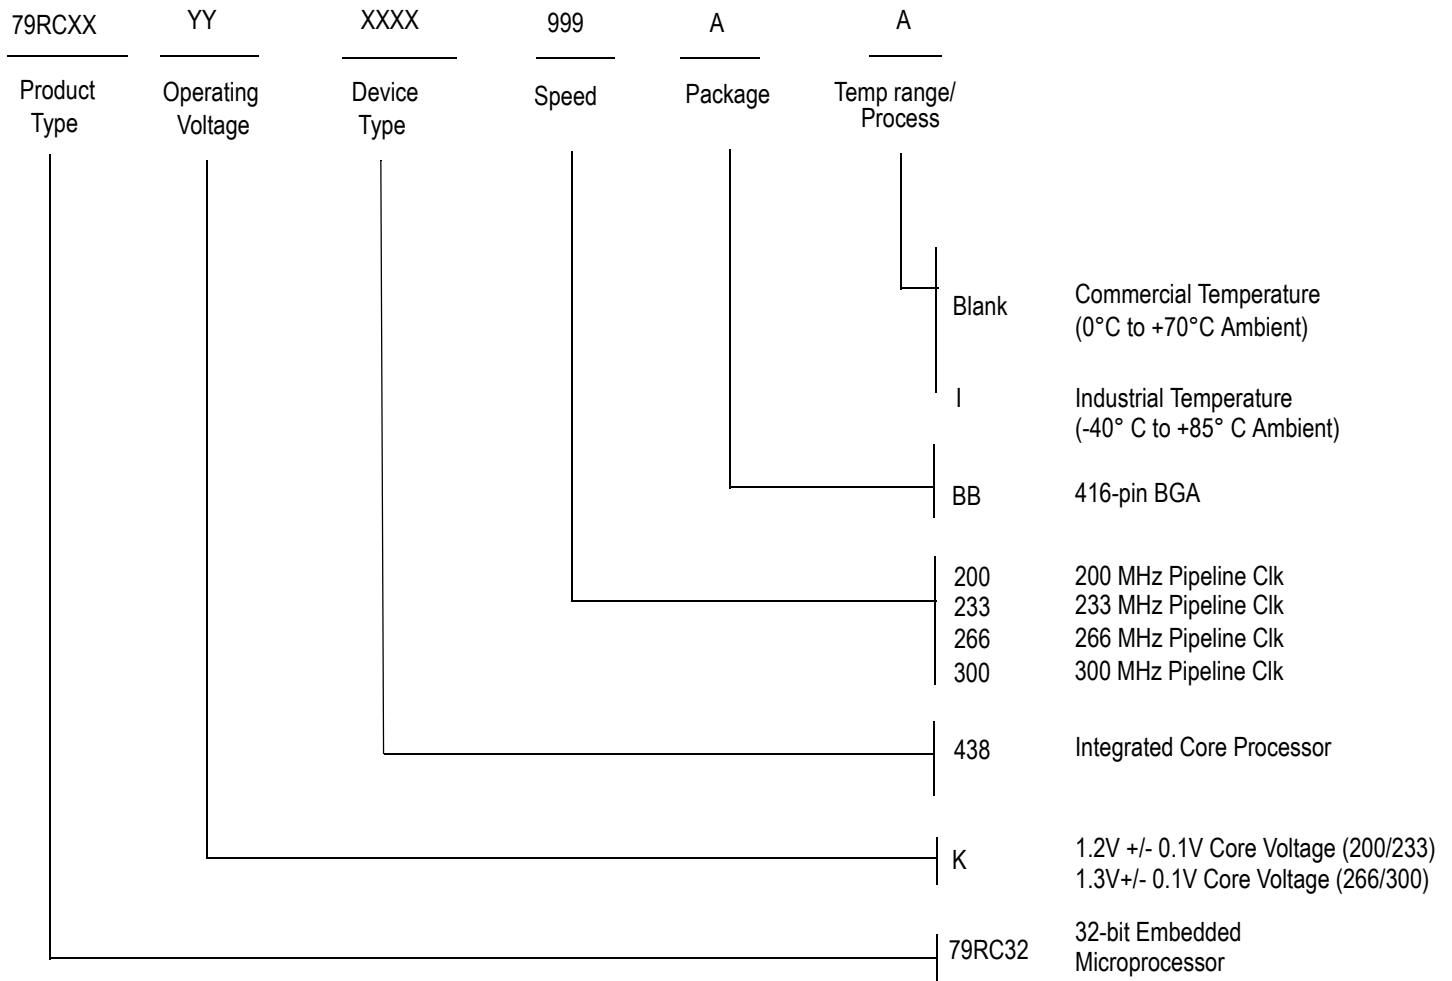 79RCXX YY XXXX 999 A A
Product Type
Operating Voltage
Device Type
Speed
Package
Temp range/ Process
Blank Commercial Temperature
(0°C to +70°C Ambient)
I Industrial Temperature
(-40° C to +85° C Ambient)
BB 416-pin BGA
200 200 MHz Pipeline Clk
233 233 MHz Pipeline Clk
266 266 MHz Pipeline Clk
300 300 MHz Pipeline Clk
438 Integrated Core Processor
K 1.2V +/- 0.1V Core Voltage (200/233)
1.3V+/- 0.1V Core Voltage (266/300)
79RC32 32-bit Embedded
Microprocessor